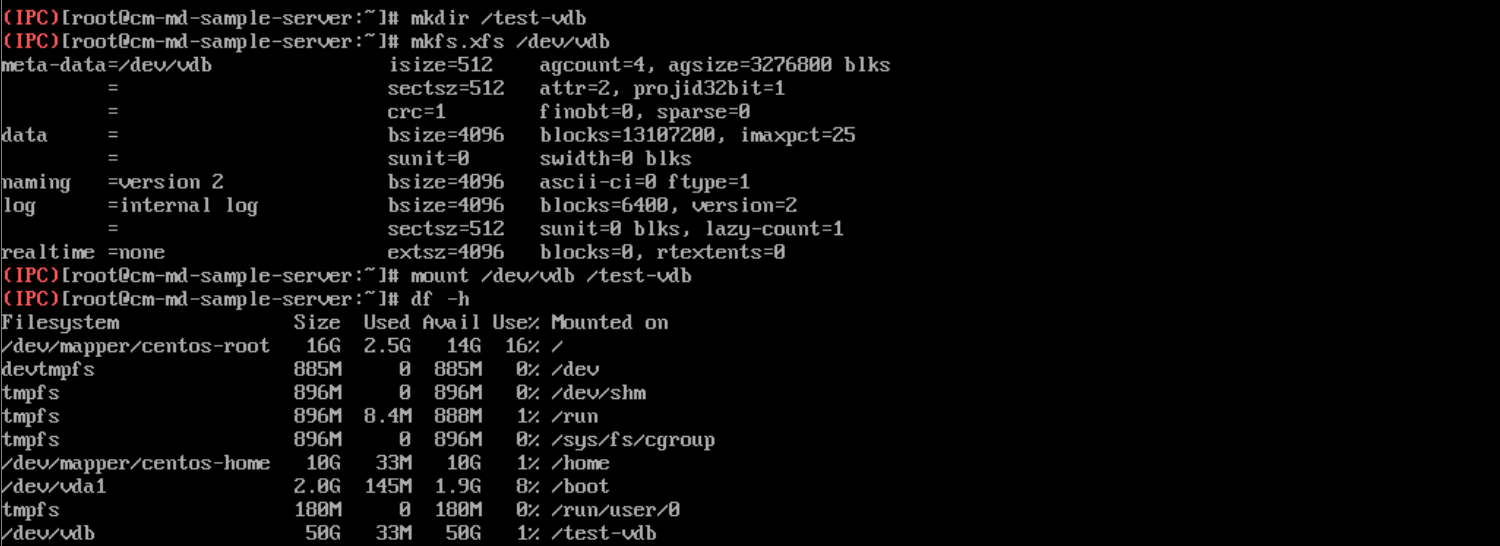 (IPC)[root@cm-md-sample-server:~]# mkdir /test-vdb
(IPC)[root@cm-md-sample-server:~]# mkfs.xfs /dev/vdb
meta-data=/dev/vdb               isize=512    agcount=4, agsize=3276800 blks
         =                       sectsz=512   attr=2, projid32bit=1
         =                       crc=1        finobt=0, sparse=0
data     =                       bsize=4096   blocks=13107200, imaxpct=25
         =                       sunit=0      swidth=0 blks
naming   =version 2              bsize=4096   ascii-ci=0 ftype=1
log      =internal log           bsize=4096   blocks=6400, version=2
         =                       sectsz=512   sunit=0 blks, lazy-count=1
realtime =none                   extsz=4096   blocks=0, rtextents=0
(IPC)[root@cm-md-sample-server:~]# mount /dev/vdb /test-vdb
(IPC)[root@cm-md-sample-server:~]# df -h
Filesystem               Size  Used Avail Use% Mounted on
/dev/mapper/centos-root   16G  2.5G   14G  16% /
devtmpfs                 885M     0  885M   0% /dev
tmpfs                    896M     0  896M   0% /dev/shm
tmpfs                    896M  8.4M  888M   1% /run
tmpfs                    896M     0  896M   0% /sys/fs/cgroup
/dev/mapper/centos-home   10G   33M   10G   1% /home
/dev/vda1                2.0G  145M  1.9G   8% /boot
tmpfs                    180M     0  180M   0% /run/user/0
/dev/vdb                  50G   33M   50G   1% /test-vdb